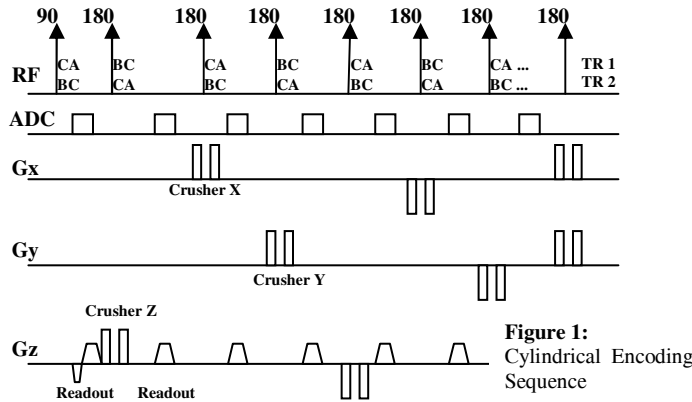 90 180 180 180 180 180 180 180
CA BC CA BC CA BC CA ... TR 1
RF
BC CA BC CA BC CA BC ... TR 2
ADC
Gx
Crusher X
Gy
Crusher Y
Crusher Z
Gz
Readout Readout
Figure 1:
Cylindrical Encoding
Sequence